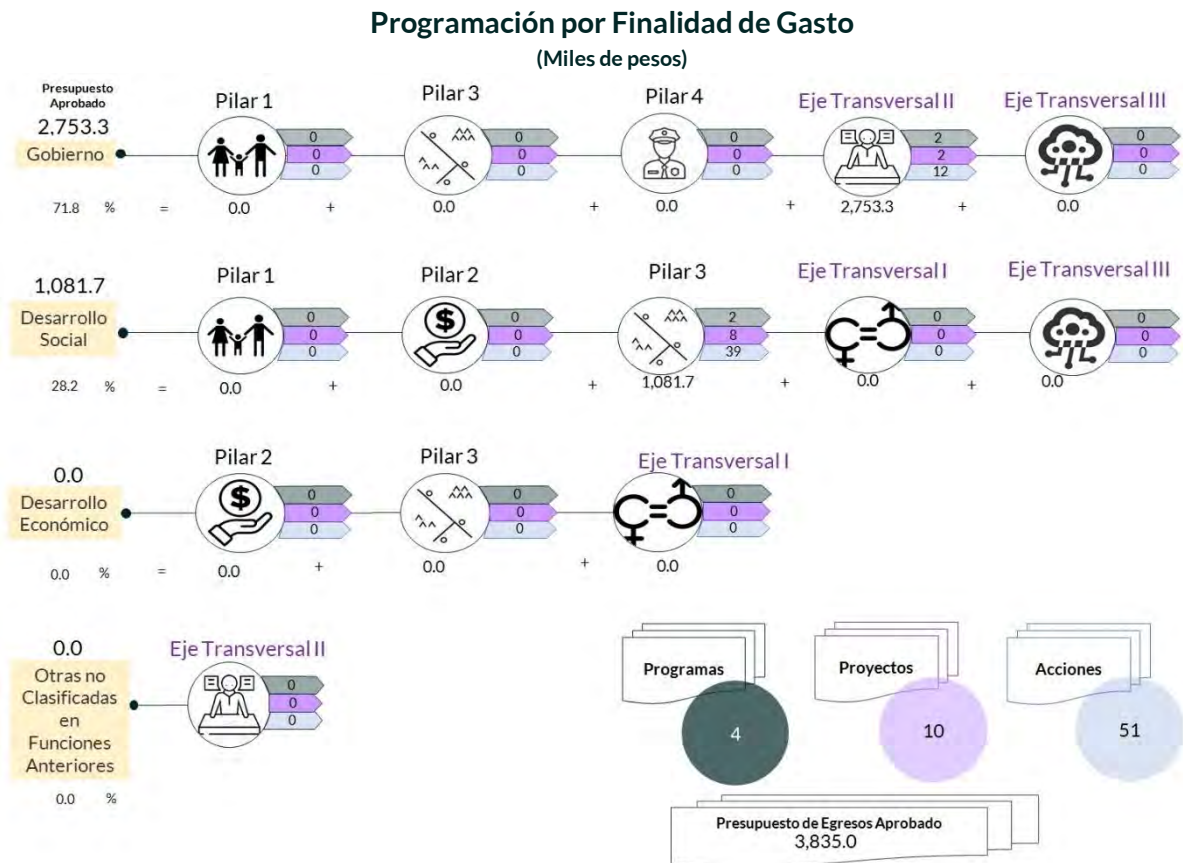 Programación por Finalidad de Gasto
(Miles de pesos)
Presupuesto
Aprobado
2,753.3
Gobierno
71.8 %
=
Pilar 1
0
0
0
0.0
+
Pilar 3
0
0
0
0.0
+
Pilar 4
0
0
0
0.0
+
Eje Transversal II
2
2
12
2,753.3
+
Eje Transversal III
0
0
0
0.0
1,081.7
Desarrollo
Social
28.2 %
=
Pilar 1
0
0
0
0.0
+
Pilar 2
0
0
0
0.0
+
Pilar 3
2
8
39
1,081.7
+
Eje Transversal I
0
0
0
0.0
+
Eje Transversal III
0
0
0
0.0
0.0
Desarrollo
Económico
0.0 %
=
Pilar 2
0
0
0
0.0
+
Pilar 3
0
0
0
0.0
+
Eje Transversal I
0
0
0
0.0
0.0
Otras no
Clasificadas
en
Funciones
Anteriores
0.0 %
Eje Transversal II
0
0
0
Programas
4
Proyectos
10
Acciones
51
Presupuesto de Egresos Aprobado
3,835.0